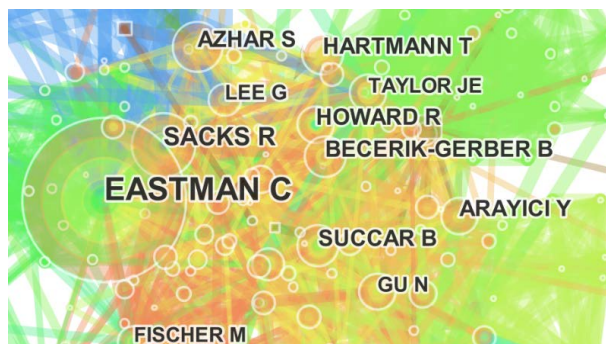 AZHAR S
HARTMANN T
LEE G
TAYLOR JE
HOWARD R
SACKS R
BECERIK-GERBER B
EASTMAN C
ARAYICI Y
SUCCAR B
GU N
FISCHER M